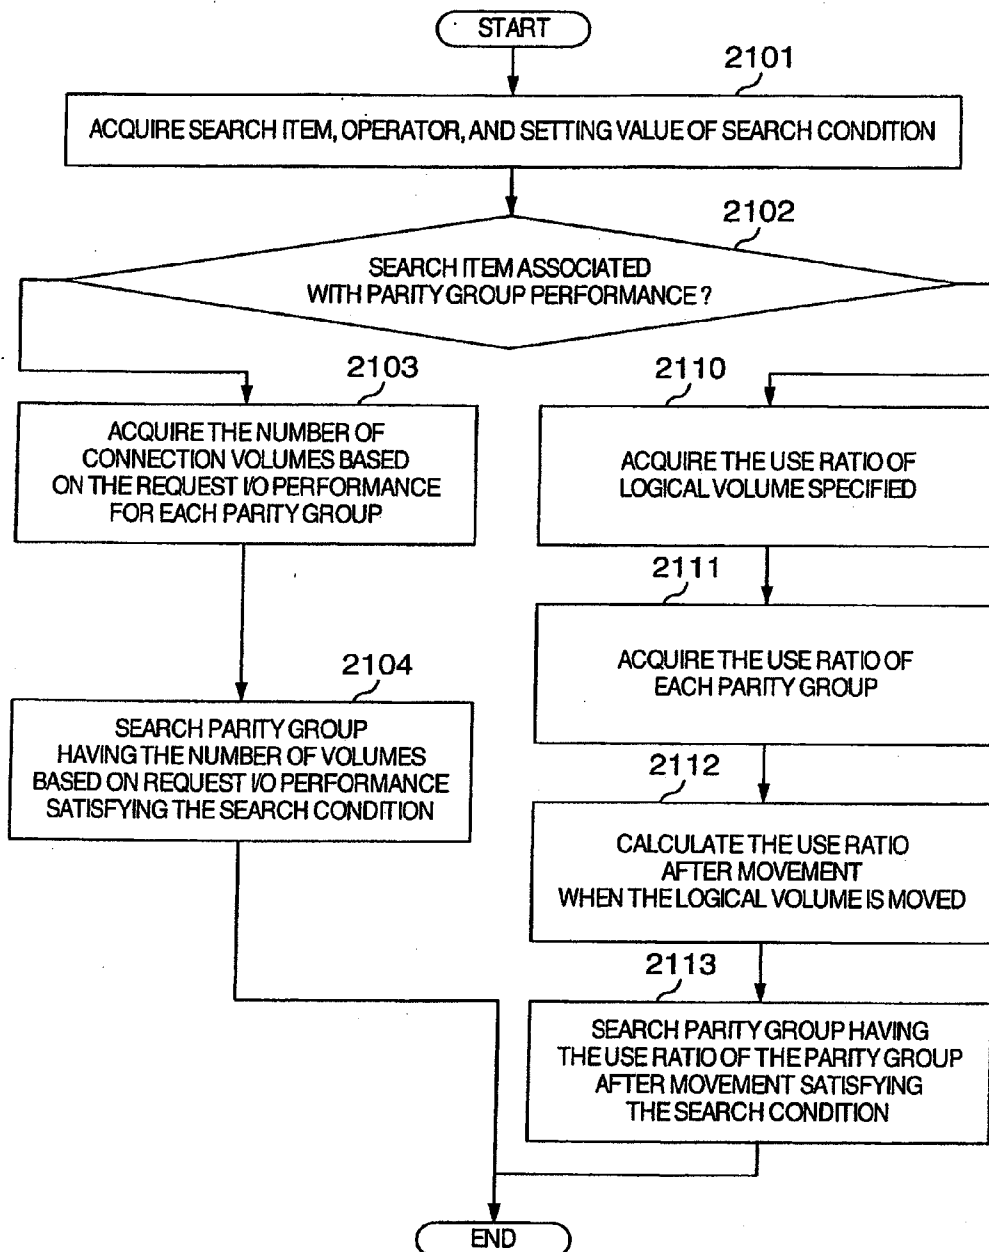 START
2101
ACQUIRE SEARCH ITEM, OPERATOR, AND SETTING VALUE OF SEARCH CONDITION
2102
SEARCH ITEM ASSOCIATED
WITH PARITY GROUP PERFORMANCE ?
2103
ACQUIRE THE NUMBER OF
CONNECTION VOLUMES BASED
ON THE REQUEST I/O PERFORMANCE
FOR EACH PARITY GROUP
2104
SEARCH PARITY GROUP
HAVING THE NUMBER OF VOLUMES
BASED ON REQUEST I/O PERFORMANCE
SATISFYING THE SEARCH CONDITION
2110
ACQUIRE THE USE RATIO OF
LOGICAL VOLUME SPECIFIED
2111
ACQUIRE THE USE RATIO OF
EACH PARITY GROUP
2112
CALCULATE THE USE RATIO
AFTER MOVEMENT
WHEN THE LOGICAL VOLUME IS MOVED
2113
SEARCH PARITY GROUP HAVING
THE USE RATIO OF THE PARITY GROUP
AFTER MOVEMENT SATISFYING
THE SEARCH CONDITION
END